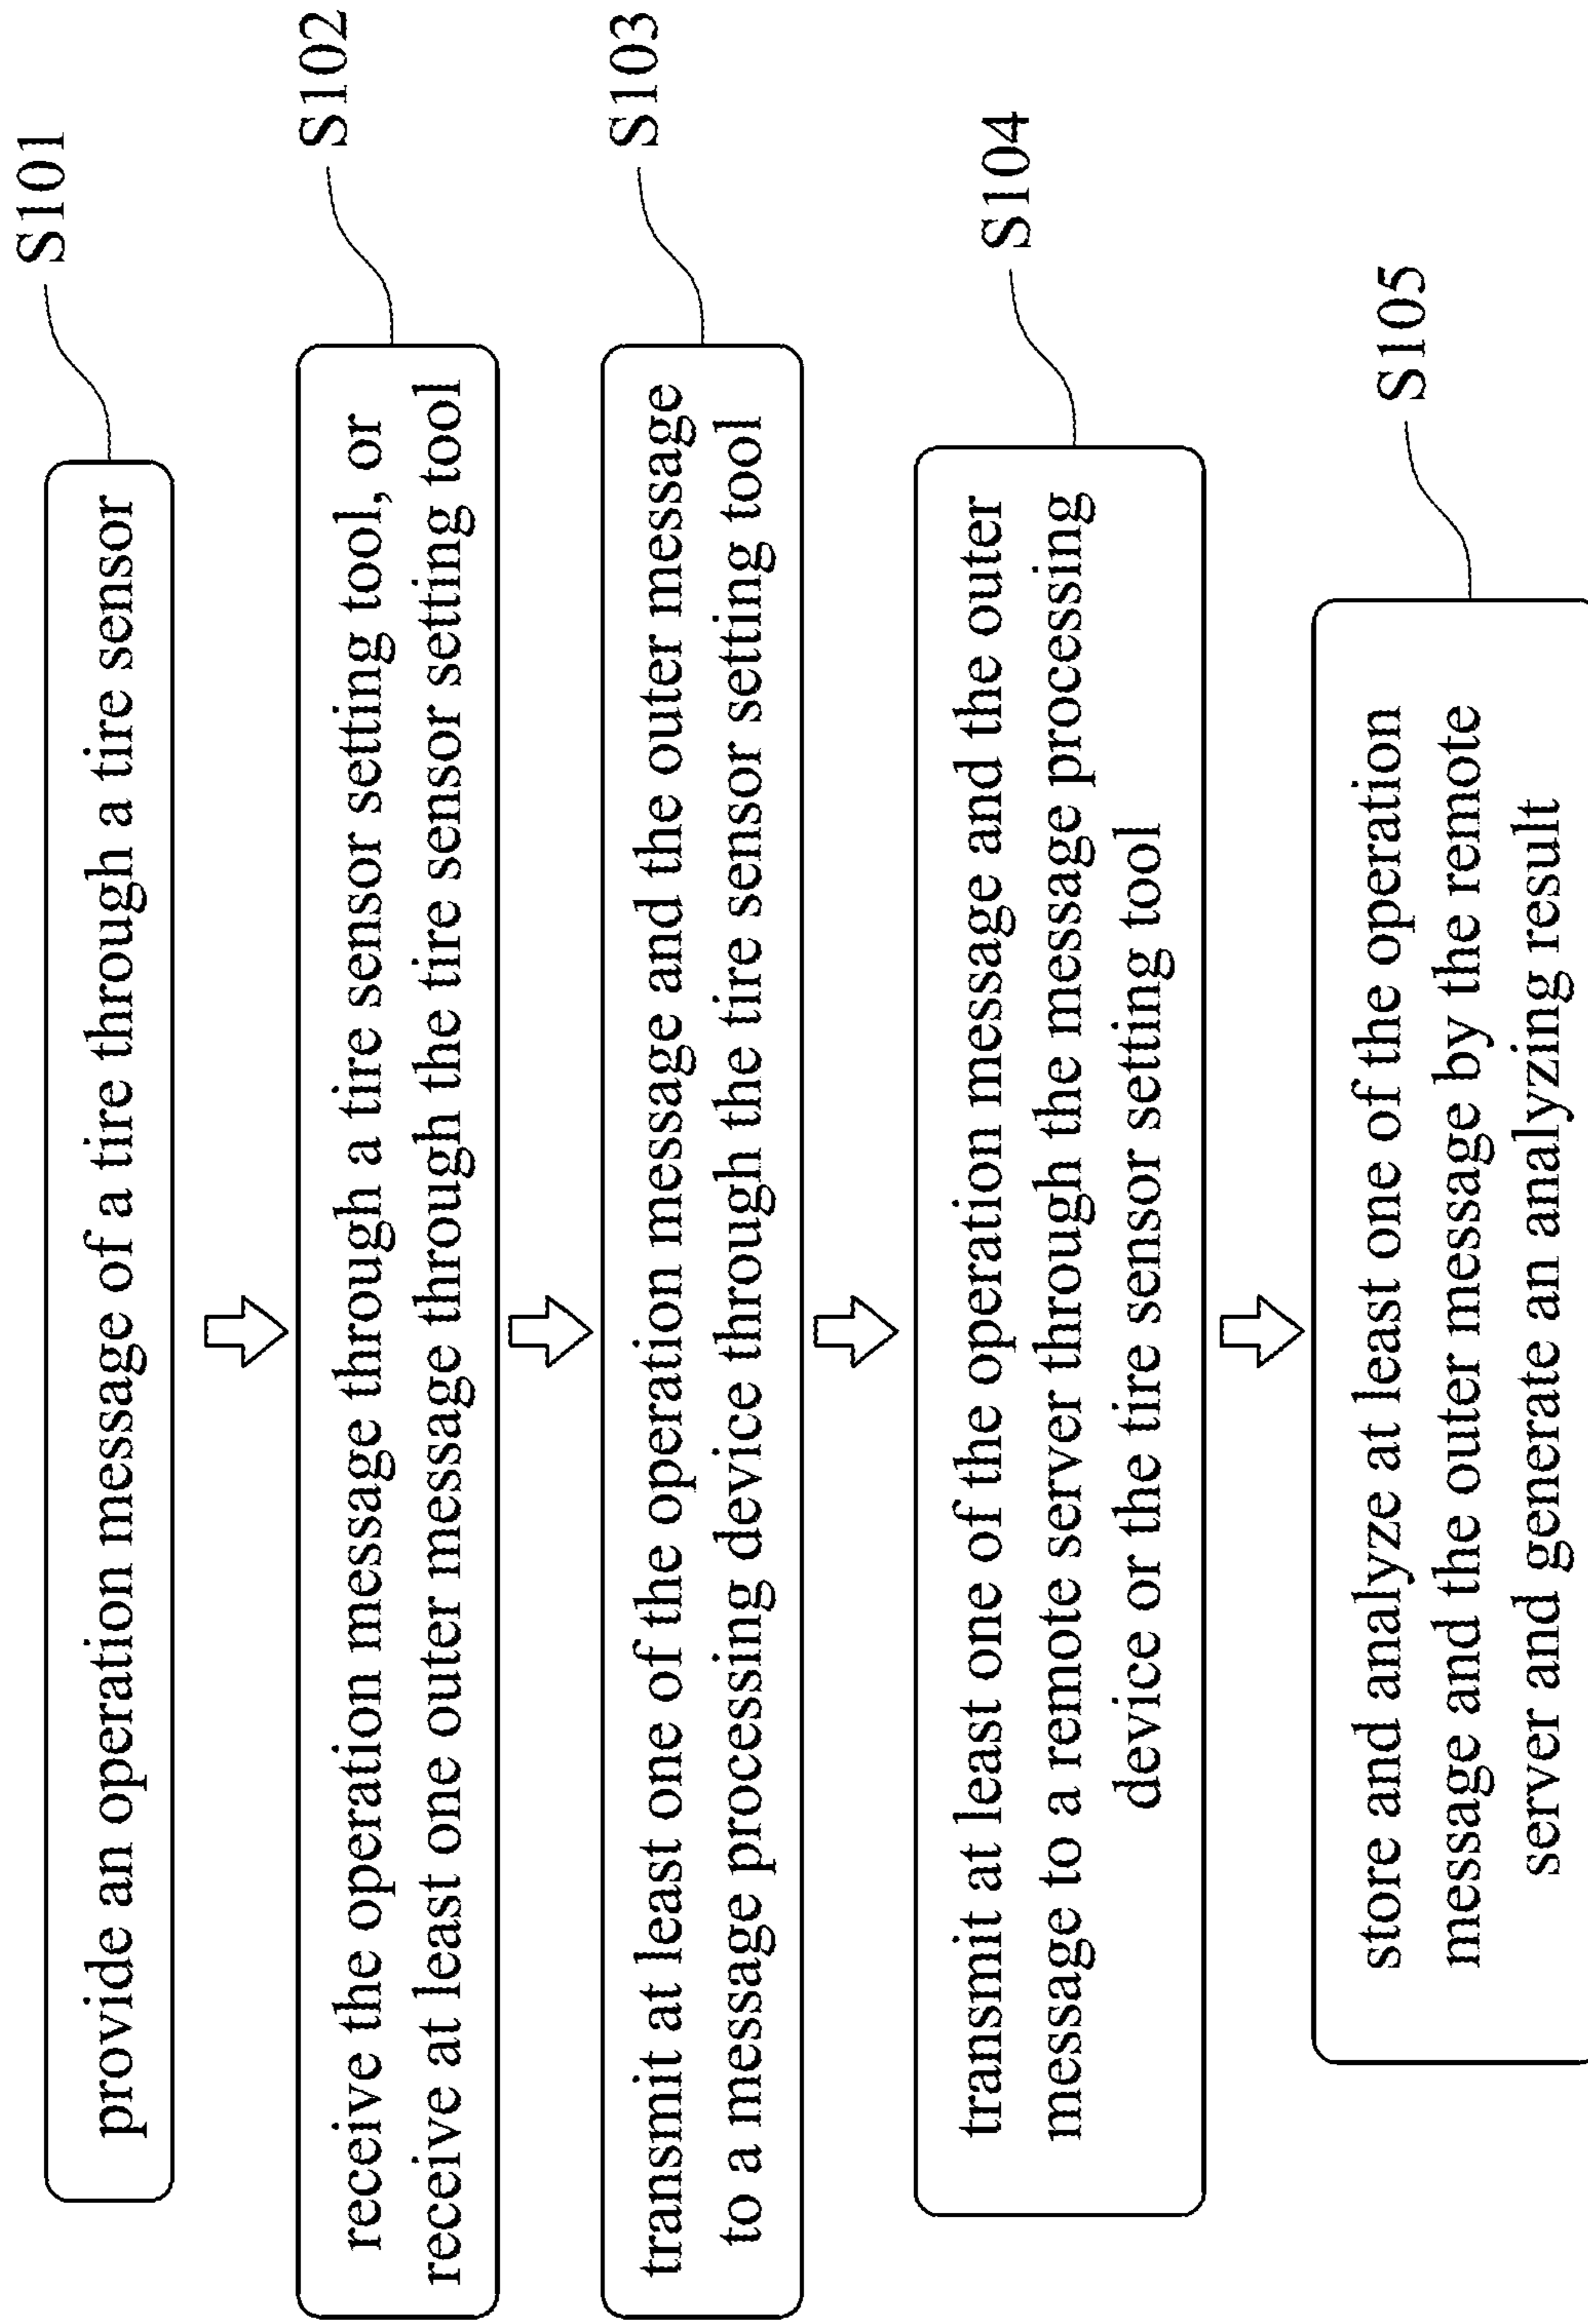 provide an operation message of a tire through a tire sensor
S101
receive the operation message through a tire sensor setting tool, or
receive at least one outer message through the tire sensor setting tool
S102
transmit at least one of the operation message and the outer message
to a message processing device through the tire sensor setting tool
S103
transmit at least one of the operation message and the outer
message to a remote server through the message processing
device or the tire sensor setting tool
S104
store and analyze at least one of the operation
message and the outer message by the remote
server and generate an analyzing result
S105